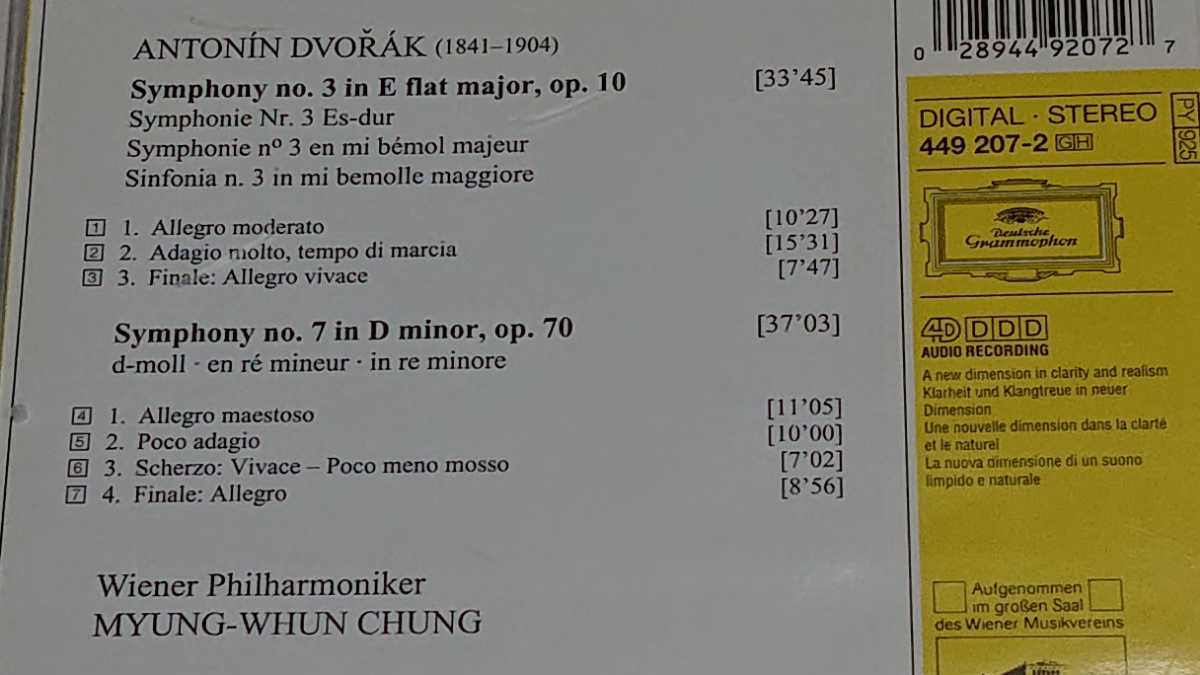 ANTONÍN DVOŘÁK (1841–1904)
Symphony no. 3 in E flat major, op. 10 [33'45]
Symphonie Nr. 3 Es-dur
Symphonie nº 3 en mi bémol majeur
Sinfonia n. 3 in mi bemolle maggiore
1 1. Allegro moderato [10'27]
2 2. Adagio molto, tempo di marcia [15'31]
3 3. Finale: Allegro vivace [7'47]
Symphony no. 7 in D minor, op. 70 [37'03]
d-moll · en ré mineur · in re minore
4 1. Allegro maestoso [11'05]
5 2. Poco adagio [10'00]
6 3. Scherzo: Vivace – Poco meno mosso [7'02]
7 4. Finale: Allegro [8'56]
Wiener Philharmoniker
MYUNG-WHUN CHUNG
0 28944 92072 7
DIGITAL · STEREO
449 207-2 GH
PY 925
Deutsche
Grammophon
4D DDD
AUDIO RECORDING
A new dimension in clarity and realism
Klarheit und Klangtreue in neuer
Dimension
Une nouvelle dimension dans la clarté
et le naturel
La nuova dimensione di un suono
limpido e naturale
Aufgenommen
im großen Saal
des Wiener Musikvereins